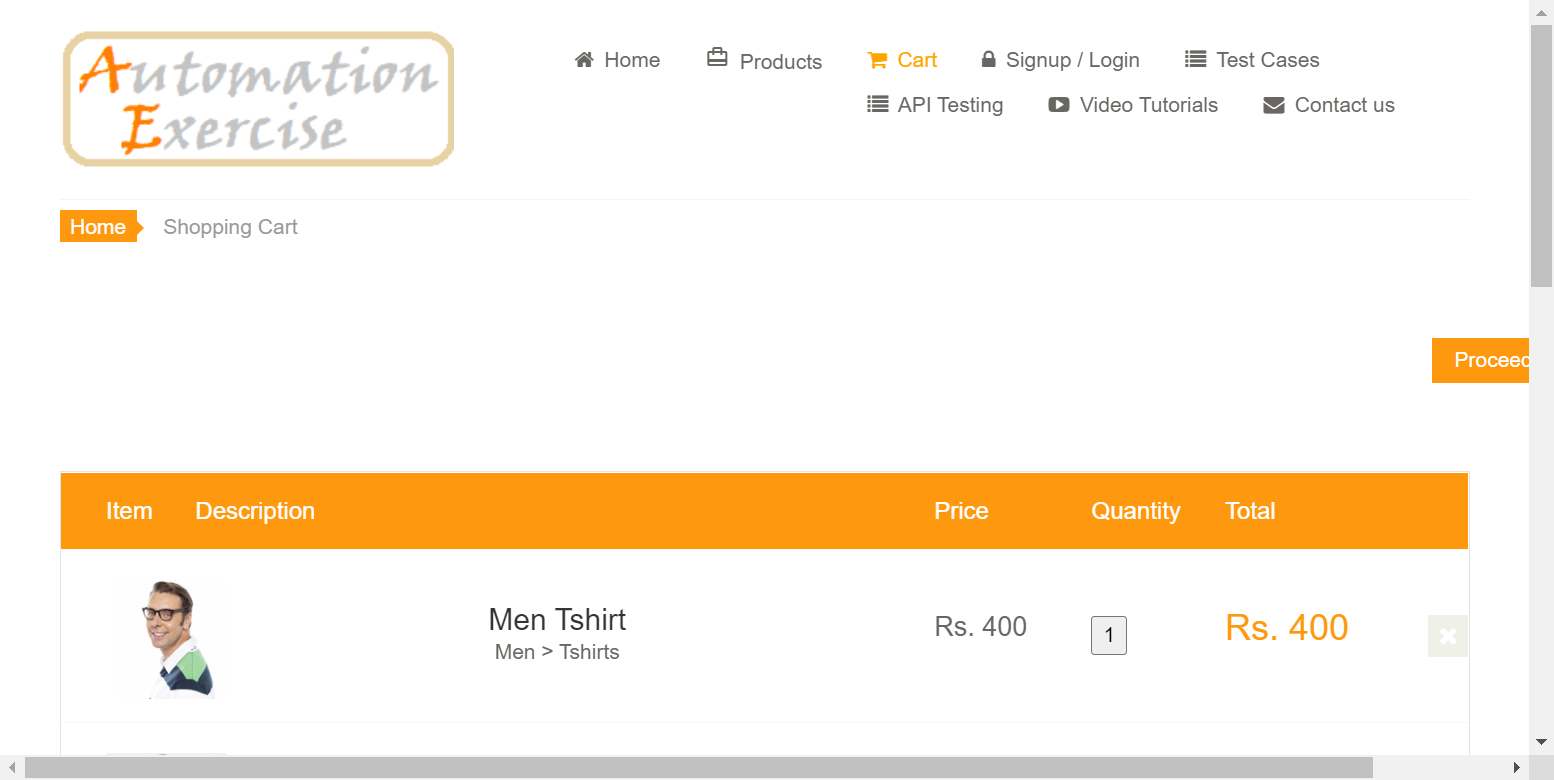 Automation
Exercise
Home
Products
Cart
Signup / Login
Test Cases
API Testing
Video Tutorials
Contact us
Home
Shopping Cart
Proceed
Item Description Price Quantity Total
Men Tshirt
Men > Tshirts
Rs. 400
1
Rs. 400